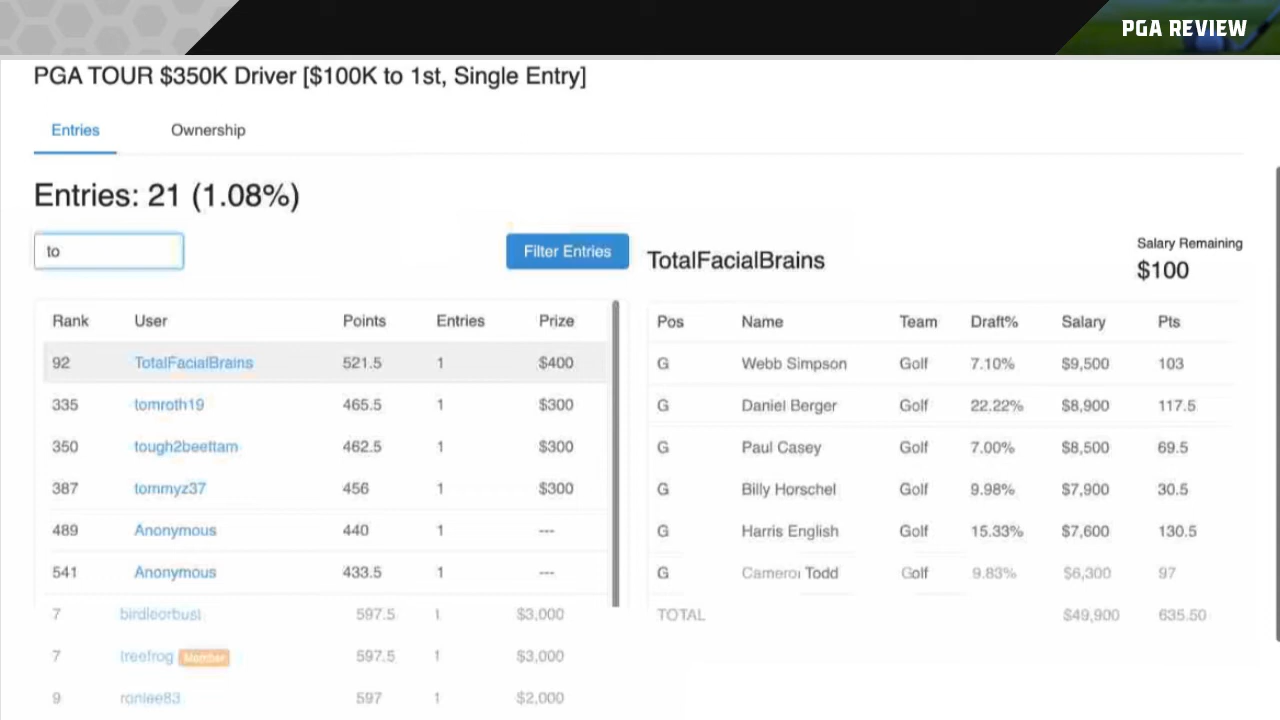 PGA REVIEW
PGA TOUR $350K Driver [$100K to 1st, Single Entry]
Entries Ownership
Entries: 21 (1.08%)
to Filter Entries
TotalFacialBrains
Salary Remaining
$100
Rank User Points Entries Prize
92 TotalFacialBrains 521.5 1 $400
335 tomroth19 465.5 1 $300
350 tough2beettam 462.5 1 $300
387 tommyz37 456 1 $300
489 Anonymous 440 1 ---
541 Anonymous 433.5 1 ---
7 597.5 1 $3,000
7 treefrog Member 597.5 1 $3,000
9 ronlee83 597 1 $2,000
Pos Name Team Draft% Salary Pts
G Webb Simpson Golf 7.10% $9,500 103
G Daniel Berger Golf 22.22% $8,900 117.5
G Paul Casey Golf 7.00% $8,500 69.5
G Billy Horschel Golf 9.98% $7,900 30.5
G Harris English Golf 15.33% $7,600 130.5
G Todd Golf 9.83% $6,300 97
TOTAL $49,900 635.50